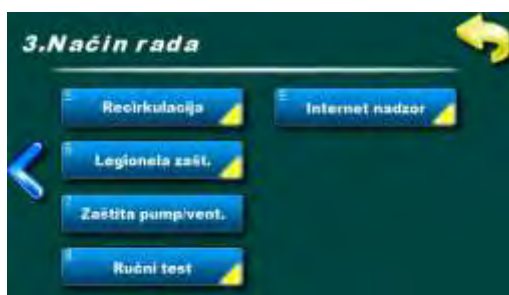 3.Način rada
Recirkulacija
Internet nadzor
Legionela zašt.
Zaštita pump/vent.
Ručni test